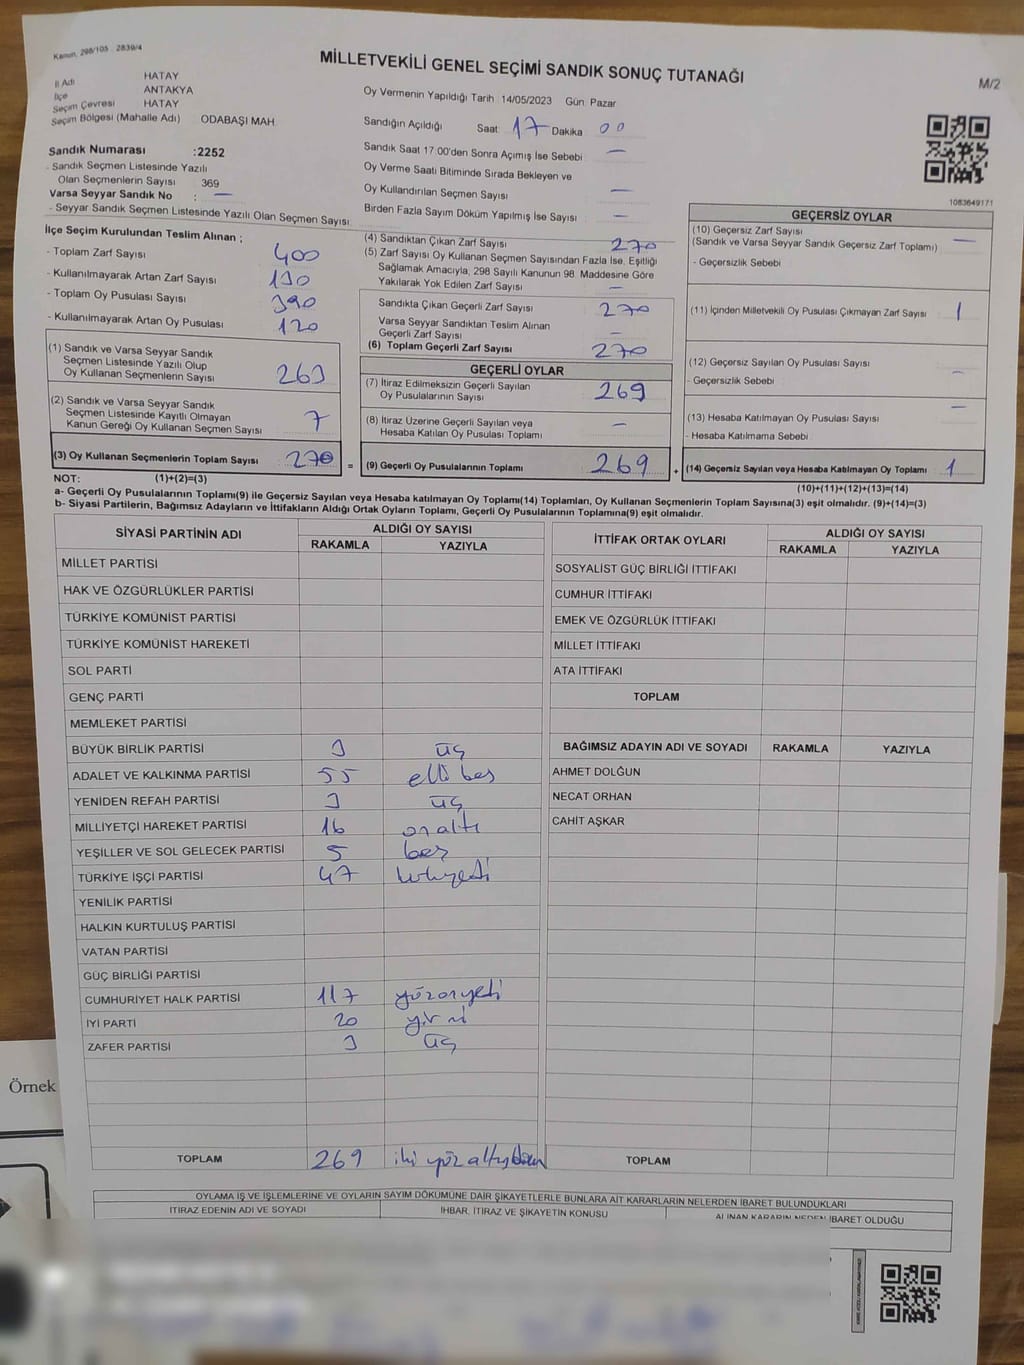 Kanun, 298/105 . 2839/4
MİLLETVEKİLİ GENEL SEÇİMİ SANDIK SONUÇ TUTANAĞI
M/2
İl Adı HATAY
İlçe ANTAKYA
Seçim Çevresi HATAY
Seçim Bölgesi (Mahalle Adı) ODABAŞI MAH.
Sandık Numarası :2252
- Sandık Seçmen Listesinde Yazılı
Olan Seçmenlerin Sayısı 369
Varsa Seyyar Sandık No : —
- Seyyar Sandık Seçmen Listesinde Yazılı Olan Seçmen Sayısı:
Oy Vermenin Yapıldığı Tarih : 14/05/2023 Gün: Pazar
Sandığın Açıldığı Saat: 17 Dakika 00
Sandık Saat 17:00'den Sonra Açımış İse Sebebi —
Oy Verme Saati Bitiminde Sırada Bekleyen ve
Oy Kullandırılan Seçmen Sayısı —
Birden Fazla Sayım Döküm Yapılmış İse Sayısı —
1083649171
İlçe Seçim Kurulundan Teslim Alınan ;
- Toplam Zarf Sayısı 400
- Kullanılmayarak Artan Zarf Sayısı 130
- Toplam Oy Pusulası Sayısı 390
- Kullanılmayarak Artan Oy Pusulası 120
(1) Sandık ve Varsa Seyyar Sandık
Seçmen Listesinde Yazılı Olup
Oy Kullanan Seçmenlerin Sayısı 263
(2) Sandık ve Varsa Seyyar Sandık
Seçmen Listesinde Kayıtlı Olmayan
Kanun Gereği Oy Kullanan Seçmen Sayısı 7
(3) Oy Kullanan Seçmenlerin Toplam Sayısı 270 =
(4) Sandıktan Çıkan Zarf Sayısı 270
(5) Zarf Sayısı Oy Kullanan Seçmen Sayısından Fazla İse, Eşitliği
Sağlamak Amacıyla, 298 Sayılı Kanunun 98. Maddesine Göre
Yakılarak Yok Edilen Zarf Sayısı —
Sandıkta Çıkan Geçerli Zarf Sayısı 270
Varsa Seyyar Sandıktan Teslim Alınan
Geçerli Zarf Sayısı —
(6) Toplam Geçerli Zarf Sayısı 270
GEÇERLİ OYLAR
(7) İtiraz Edilmeksizin Geçerli Sayılan
Oy Pusulalarının Sayısı 269
(8) İtiraz Üzerine Geçerli Sayılan veya
Hesaba Katılan Oy Pusulası Toplamı —
(9) Geçerli Oy Pusulalarının Toplamı 269 +
GEÇERSİZ OYLAR
(10) Geçersiz Zarf Sayısı
(Sandık ve Varsa Seyyar Sandık Geçersiz Zarf Toplamı) —
- Geçersizlik Sebebi
(11) İçinden Milletvekili Oy Pusulası Çıkmayan Zarf Sayısı 1
(12) Geçersiz Sayılan Oy Pusulası Sayısı —
- Geçersizlik Sebebi
(13) Hesaba Katılmayan Oy Pusulası Sayısı —
- Hesaba Katılmama Sebebi
(14) Geçersiz Sayılan veya Hesaba Katılmayan Oy Toplamı 1
NOT: (1)+(2)=(3) (10)+(11)+(12)+(13)=(14)
a- Geçerli Oy Pusulalarının Toplamı(9) ile Geçersiz Sayılan veya Hesaba katılmayan Oy Toplamı(14) Toplamları, Oy Kullanan Seçmenlerin Toplam Sayısına(3) eşit olmalıdır. (9)+(14)=(3)
b- Siyasi Partilerin, Bağımsız Adayların ve İttifakların Aldığı Ortak Oyların Toplamı, Geçerli Oy Pusulalarının Toplamına(9) eşit olmalıdır.
SİYASİ PARTİNİN ADI ALDIĞI OY SAYISI
RAKAMLA YAZIYLA
MİLLET PARTİSİ
HAK VE ÖZGÜRLÜKLER PARTİSİ
TÜRKİYE KOMÜNİST PARTİSİ
TÜRKİYE KOMÜNİST HAREKETİ
SOL PARTİ
GENÇ PARTİ
MEMLEKET PARTİSİ
BÜYÜK BİRLİK PARTİSİ 3 üç
ADALET VE KALKINMA PARTİSİ 55 elli beş
YENİDEN REFAH PARTİSİ 3 üç
MİLLİYETÇİ HAREKET PARTİSİ 16 onaltı
YEŞİLLER VE SOL GELECEK PARTİSİ 5 beş
TÜRKİYE İŞÇİ PARTİSİ 47 kırkyedi
YENİLİK PARTİSİ
HALKIN KURTULUŞ PARTİSİ
VATAN PARTİSİ
GÜÇ BİRLİĞİ PARTİSİ
CUMHURİYET HALK PARTİSİ 117 yüzonyedi
İYİ PARTİ 20 yirmi
ZAFER PARTİSİ 3 üç
TOPLAM 269 iki yüz altmışdokuz
İTTİFAK ORTAK OYLARI ALDIĞI OY SAYISI
RAKAMLA YAZIYLA
SOSYALİST GÜÇ BİRLİĞİ İTTİFAKI
CUMHUR İTTİFAKI
EMEK VE ÖZGÜRLÜK İTTİFAKI
MİLLET İTTİFAKI
ATA İTTİFAKI
TOPLAM
BAĞIMSIZ ADAYIN ADI VE SOYADI RAKAMLA YAZIYLA
AHMET DOLĞUN
NECAT ORHAN
CAHİT AŞKAR
TOPLAM
Örnek
OYLAMA İŞ VE İŞLEMLERİNE VE OYLARIN SAYIM DÖKÜMÜNE DAİR ŞİKAYETLERLE BUNLARA AİT KARARLARIN NELERDEN İBARET BULUNDUKLARI
İTİRAZ EDENİN ADI VE SOYADI İHBAR, İTİRAZ VE ŞİKAYETİN KONUSU ALINAN KARARIN NEDEN İBARET OLDUĞU